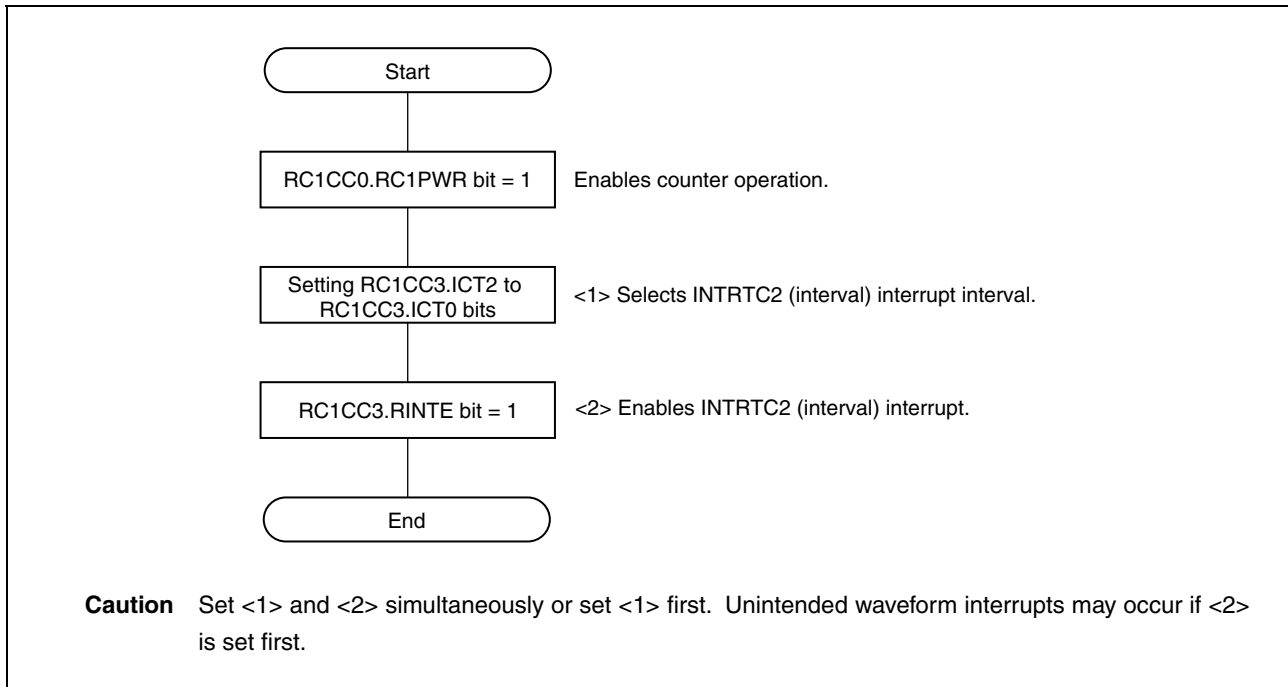 Start
RC1CC0.RC1PWR bit = 1
Enables counter operation.
Setting RC1CC3.ICT2 to
RC1CC3.ICT0 bits
<1> Selects INTRTC2 (interval) interrupt interval.
RC1CC3.RINTE bit = 1
<2> Enables INTRTC2 (interval) interrupt.
End
Caution Set <1> and <2> simultaneously or set <1> first. Unintended waveform interrupts may occur if <2>
is set first.